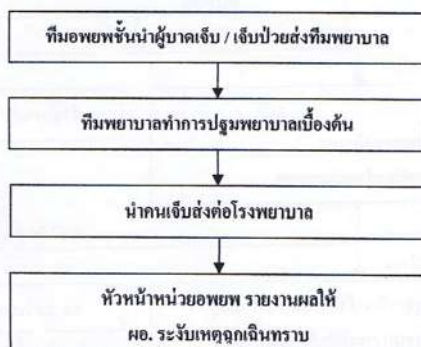 ทีมอพยพชั้นนำผู้บาดเจ็บ / เจ็บป่วยส่งทีมพยาบาล
ทีมพยาบาลทำการปฐมพยาบาลเบื้องต้น
นำคนเจ็บส่งต่อโรงพยาบาล
หัวหน้าหน่วยอพยพ รายงานผลให้
ผอ. ระงับเหตุฉุกเฉินทราบ